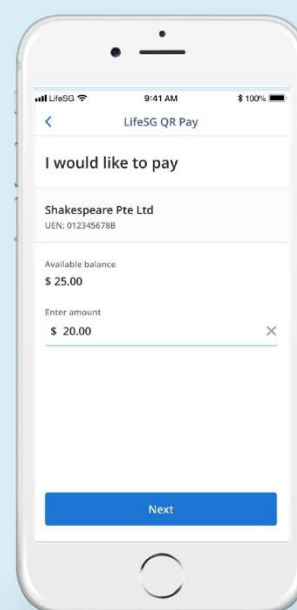 LifeSG
9:41 AM
100%
LifeSG QR Pay
I would like to pay
Shakespeare Pte Ltd
UEN: 012345678B
Available balance
$ 25.00
Enter amount
$ 20.00
Next